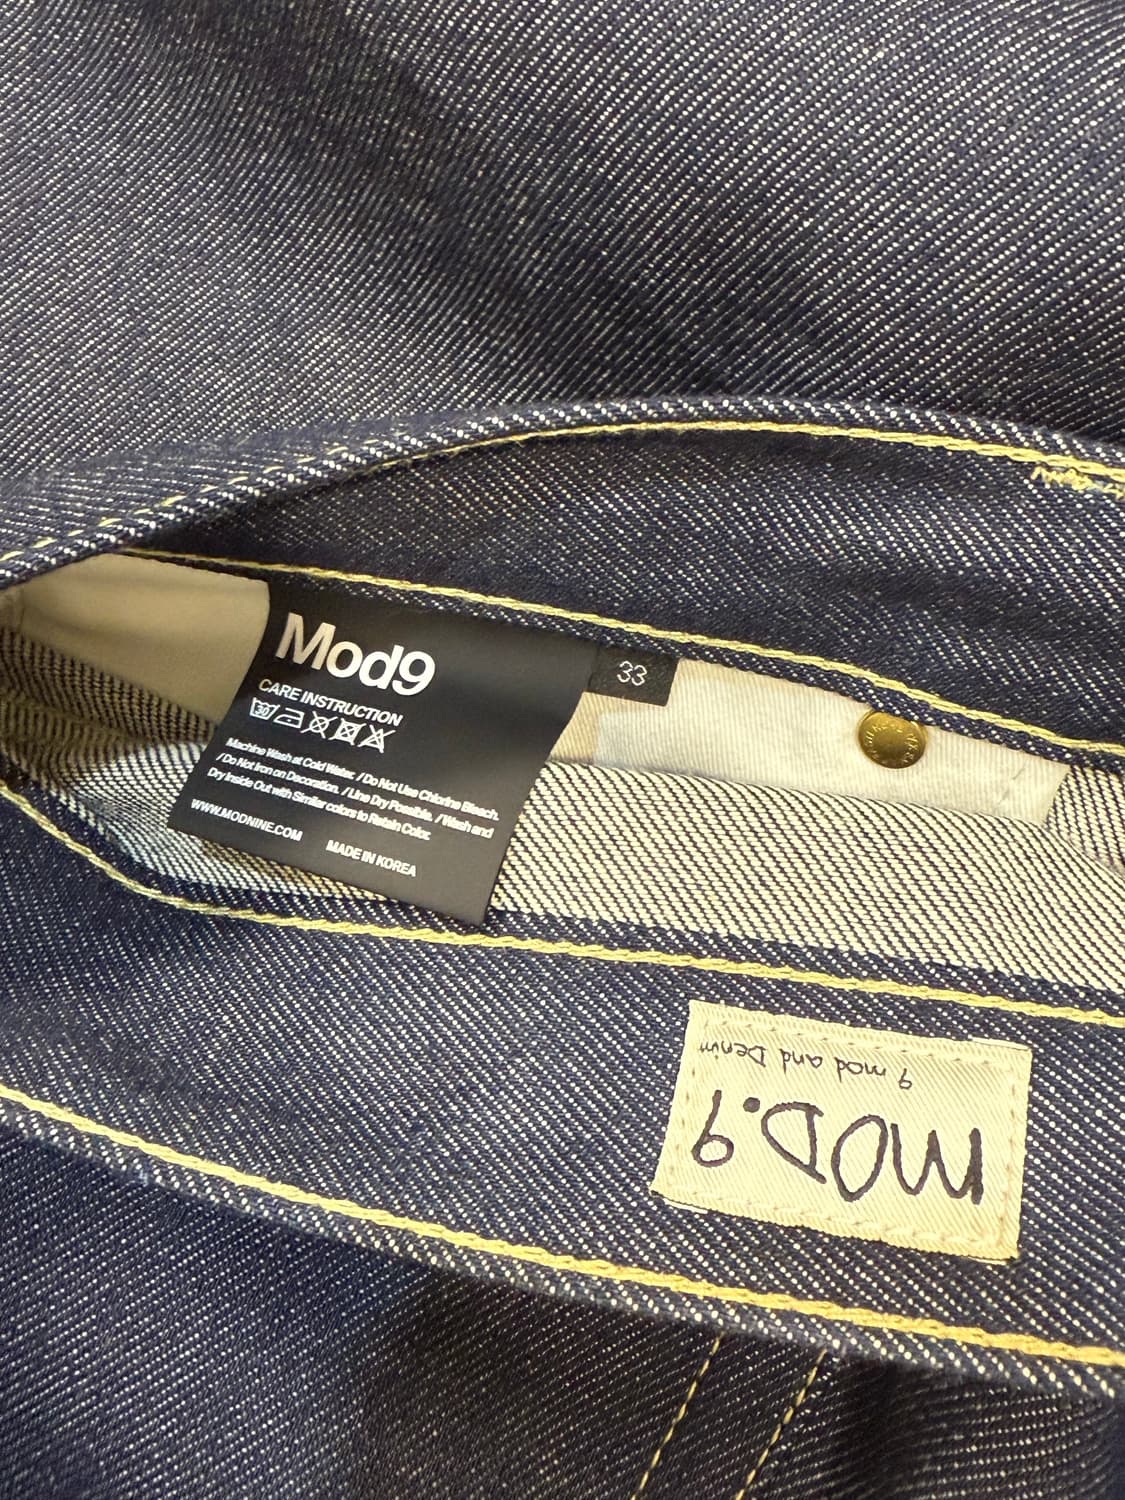 Mod9
33
CARE INSTRUCTION
30
Machine Wash at Cold Water. / Do Not Use Chlorine Bleach.
/ Do Not Iron on Decoration. / Line Dry Possible. / Wash and
Dry Inside Out with Similar colors to Retain Color.
WWW.MODNINE.COM
MADE IN KOREA
MOD.9
9 mod and Denim